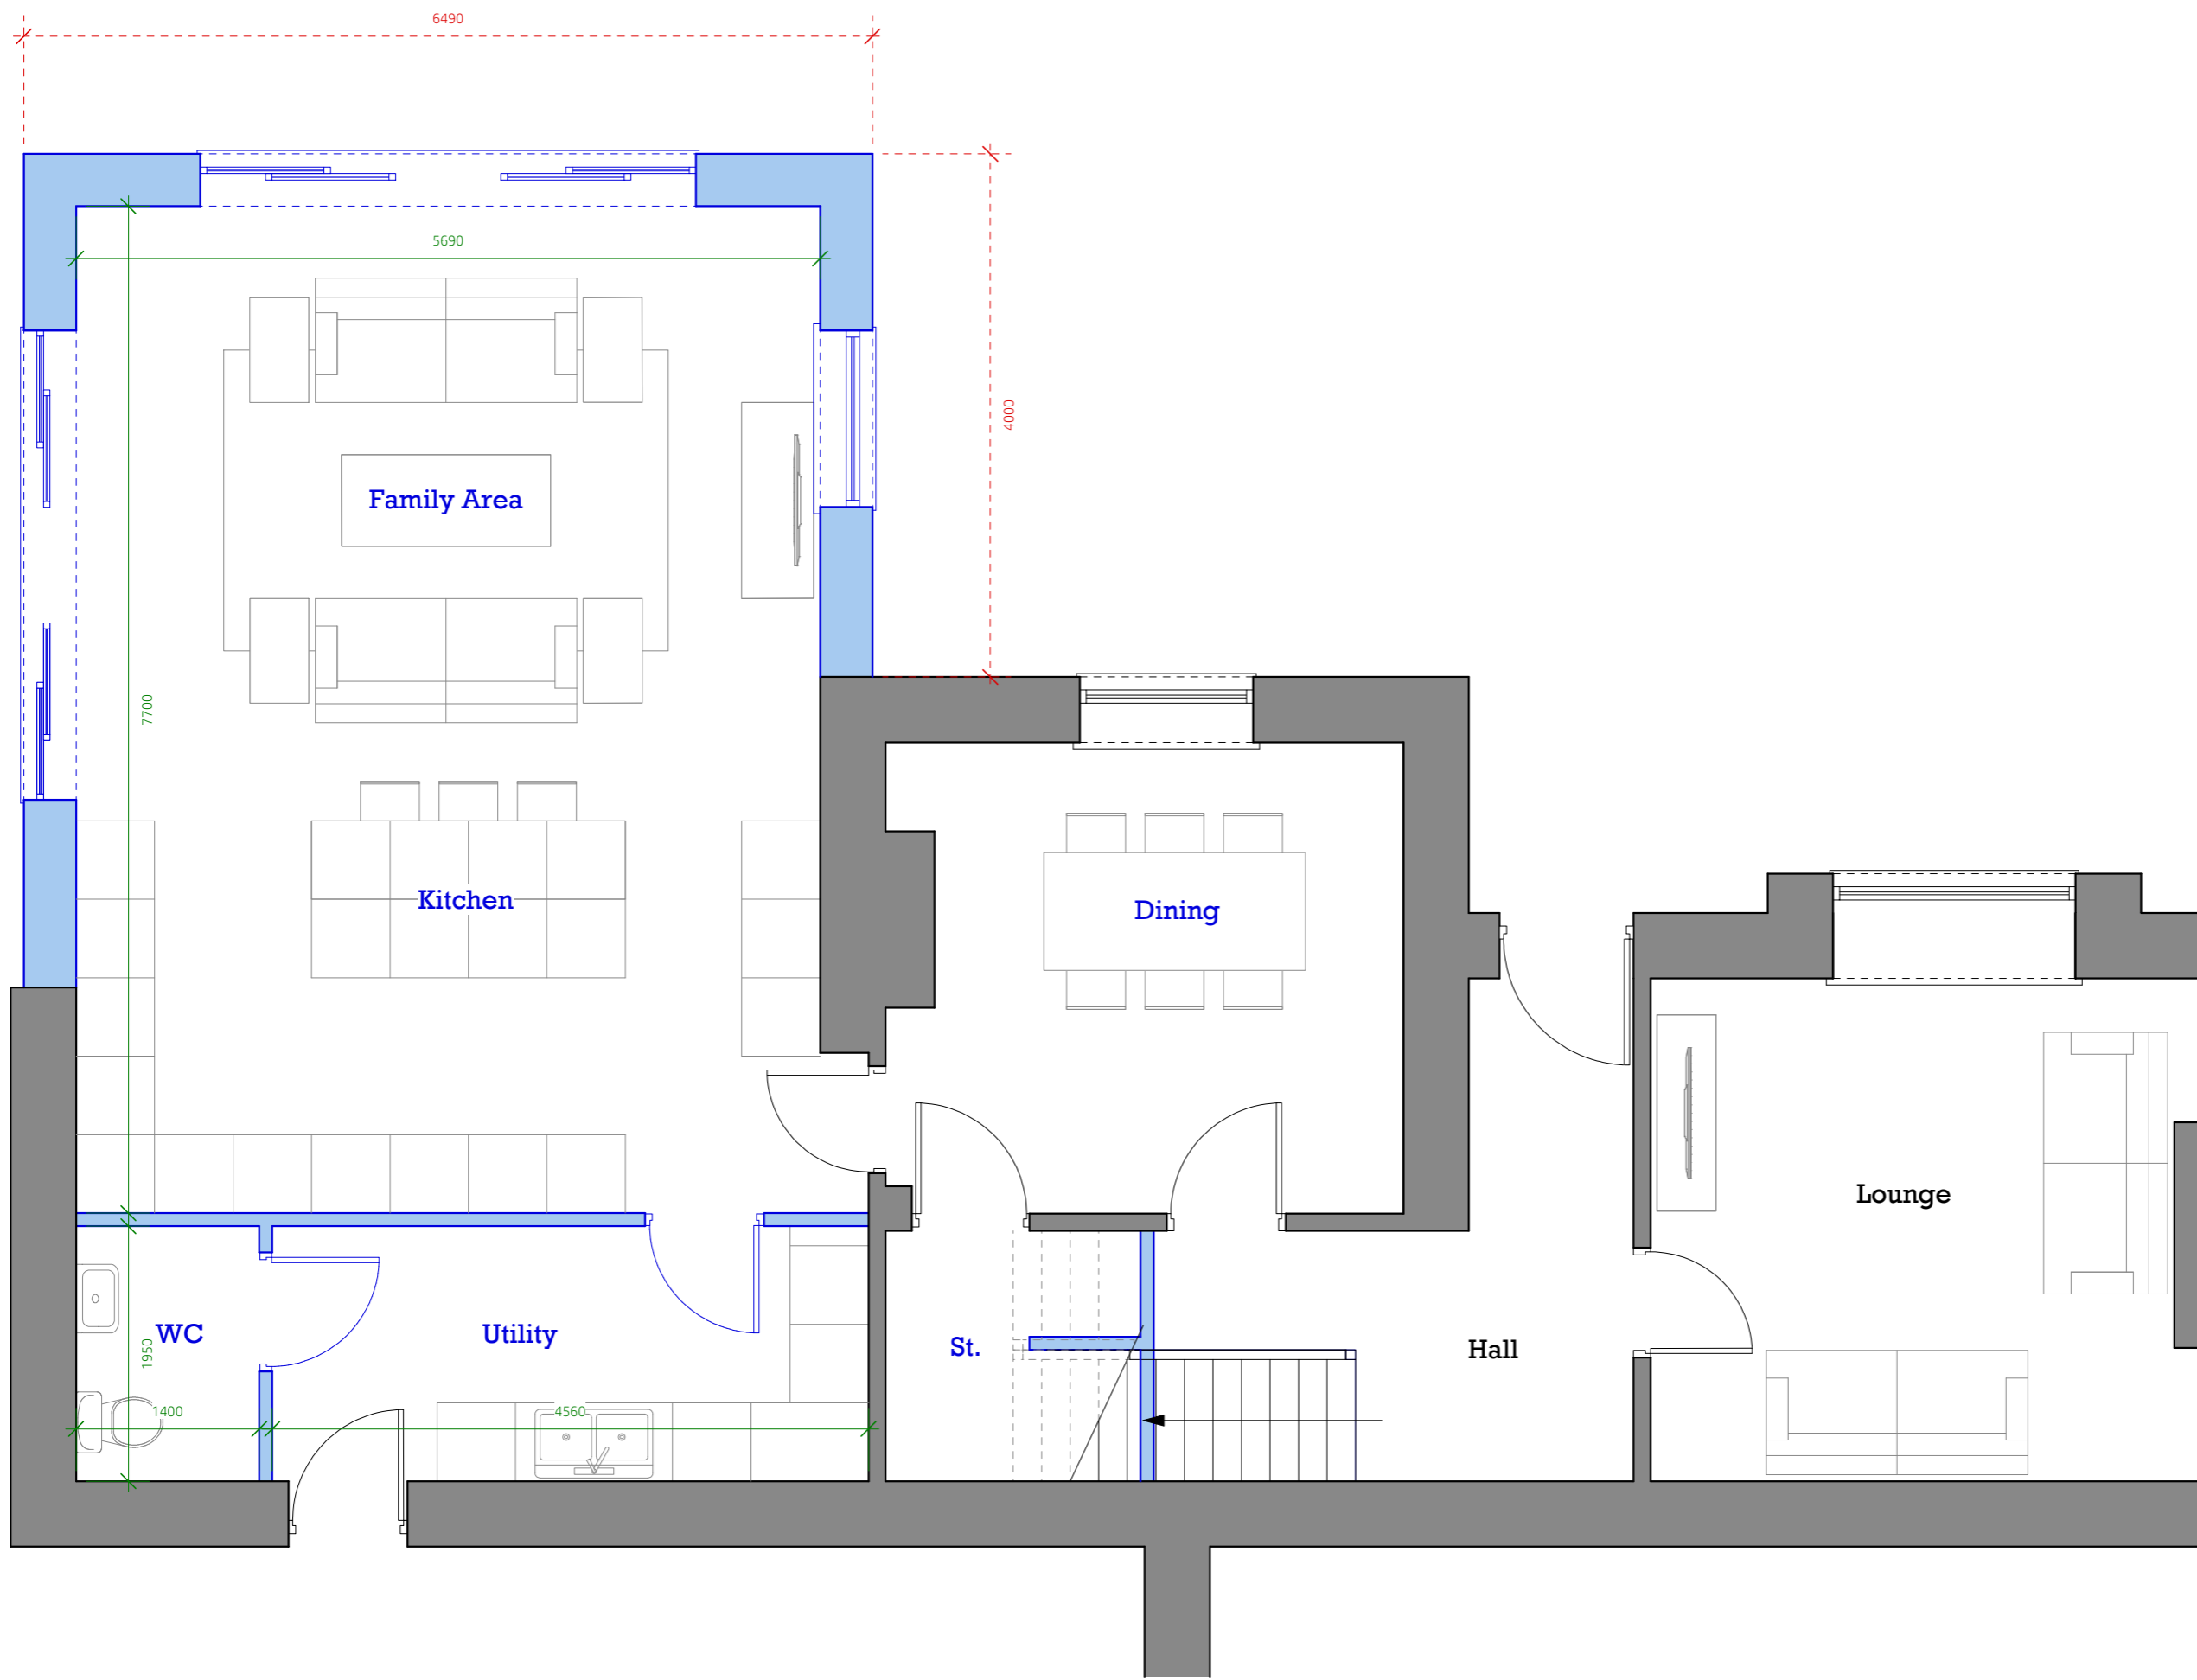 6490
5690
4000
Family Area
7700
Kitchen
Dining
Lounge
WC
Utility
St.
Hall
1950
1400
4560